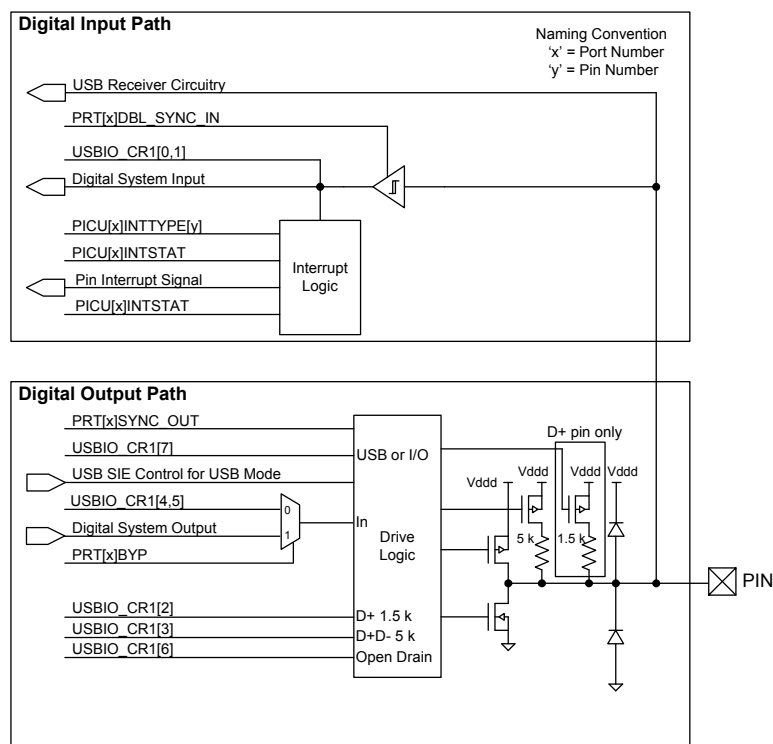 Digital Input Path
Naming Convention
'x' = Port Number
'y' = Pin Number
USB Receiver Circuitry
PRT[x]DBL_SYNC_IN
USBIO_CR1[0,1]
Digital System Input
PICU[x]INTTYPE[y]
PICU[x]INTSTAT
Pin Interrupt Signal
PICU[x]INTSTAT
Interrupt
Logic
Digital Output Path
PRT[x]SYNC_OUT
USBIO_CR1[7]
USB SIE Control for USB Mode
USBIO_CR1[4,5]
Digital System Output
PRT[x]BYP
0
1
USB or I/O
In
Drive
Logic
D+ pin only
Vddd
Vddd
Vddd
Vddd
5 k
1.5 k
PIN
USBIO_CR1[2]
USBIO_CR1[3]
USBIO_CR1[6]
D+ 1.5 k
D+D- 5 k
Open Drain